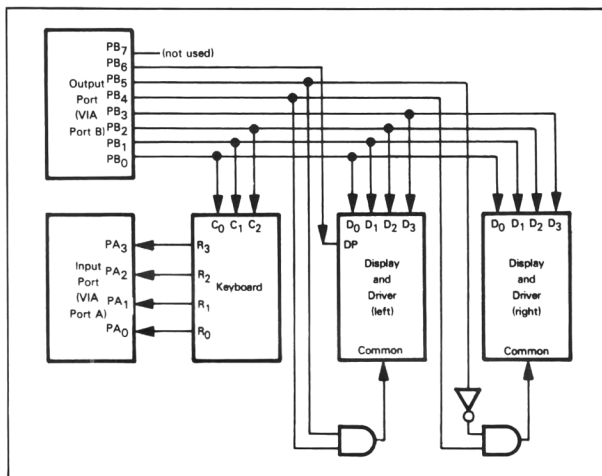 PB7
(not used)
PB6
PB5
Output
PB4
Port
PB3
(VIA
PB2
Port B)
PB1
PB0
C0 C1 C2
D0 D1 D2 D3
D0 D1 D2 D3
PA3
R3
DP
Input
PA2
R2
Keyboard
Display
and
Driver
(left)
Display
and
Driver
(right)
Port
(VIA
PA1
R1
Port A)
PA0
R0
Common
Common